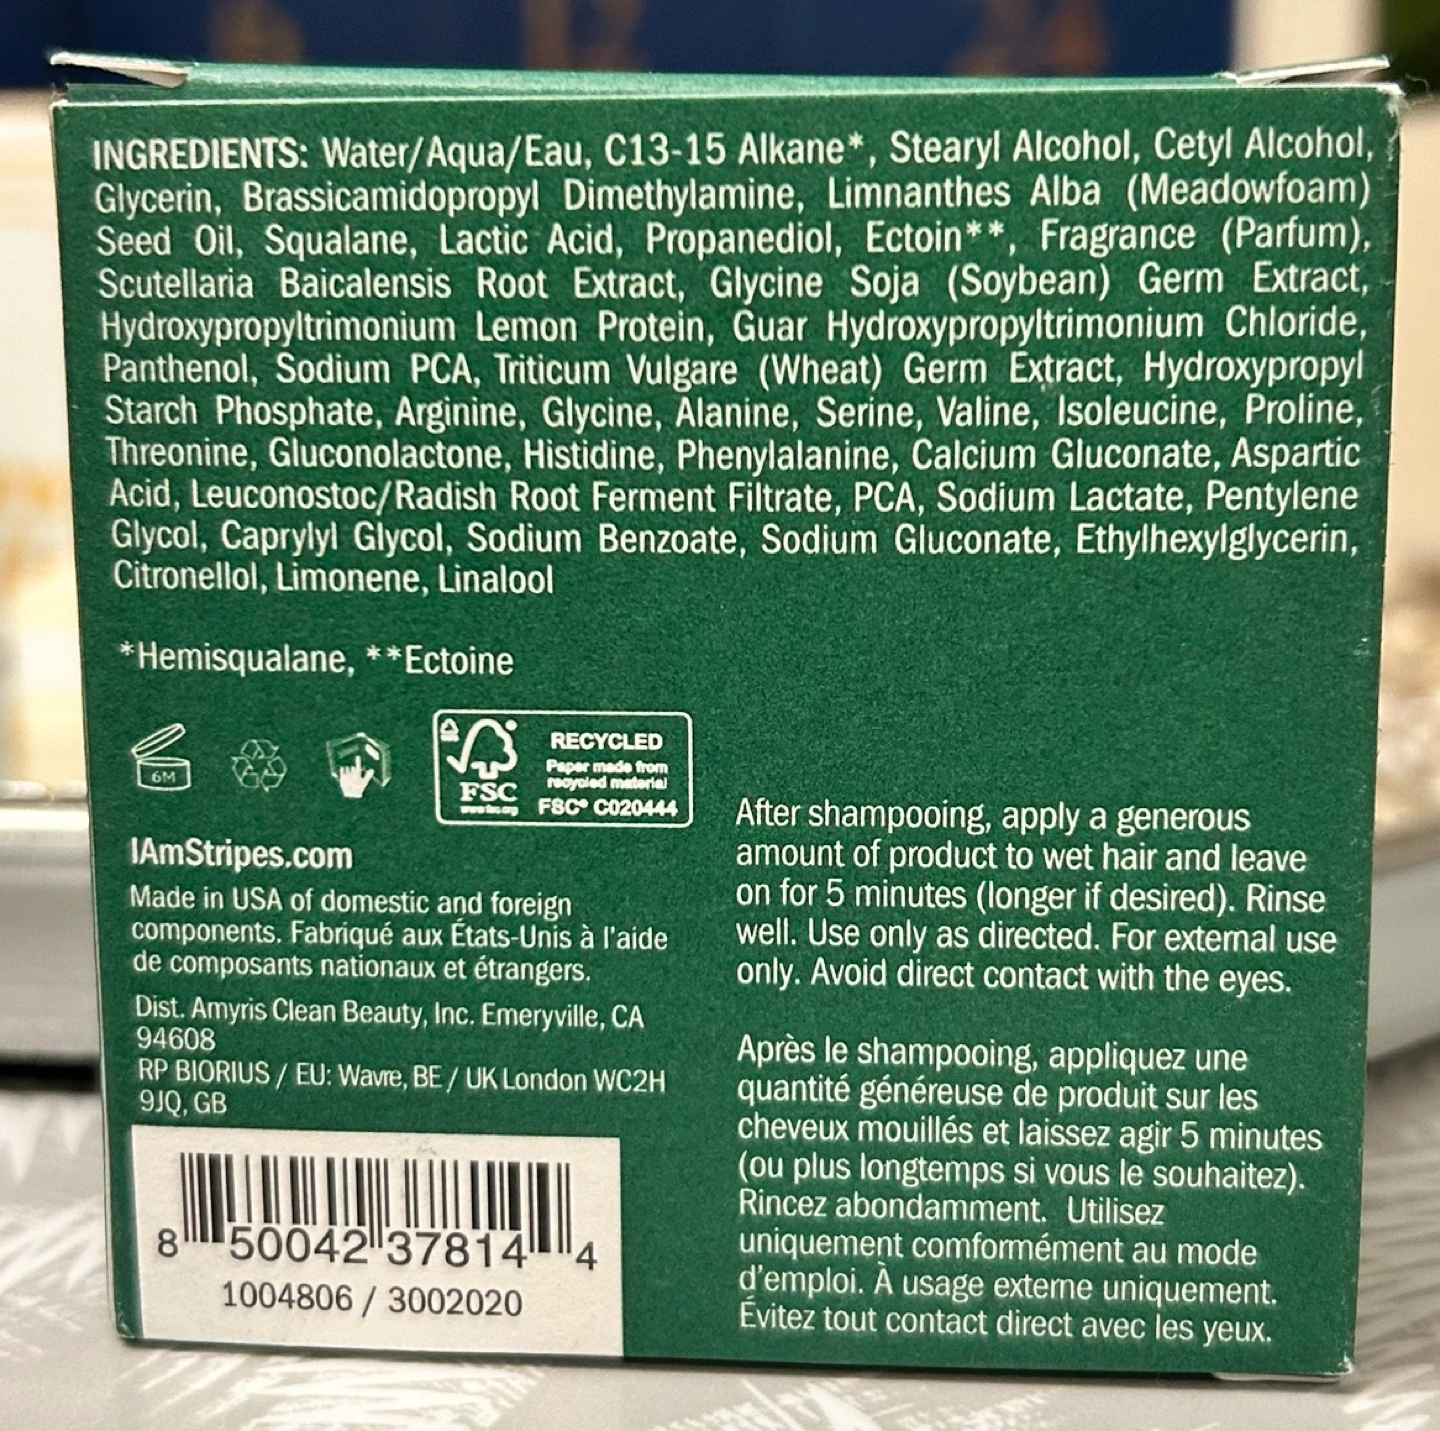 INGREDIENTS: Water/Aqua/Eau, C13-15 Alkane*, Stearyl Alcohol, Cetyl Alcohol,
Glycerin, Brassicamidopropyl Dimethylamine, Limnanthes Alba (Meadowfoam)
Seed Oil, Squalane, Lactic Acid, Propanediol, Ectoin**, Fragrance (Parfum),
Scutellaria Baicalensis Root Extract, Glycine Soja (Soybean) Germ Extract,
Hydroxypropyltrimonium Lemon Protein, Guar Hydroxypropyltrimonium Chloride,
Panthenol, Sodium PCA, Triticum Vulgare (Wheat) Germ Extract, Hydroxypropyl
Starch Phosphate, Arginine, Glycine, Alanine, Serine, Valine, Isoleucine, Proline,
Threonine, Gluconolactone, Histidine, Phenylalanine, Calcium Gluconate, Aspartic
Acid, Leuconostoc/Radish Root Ferment Filtrate, PCA, Sodium Lactate, Pentylene
Glycol, Caprylyl Glycol, Sodium Benzoate, Sodium Gluconate, Ethylhexylglycerin,
Citronellol, Limonene, Linalool
*Hemisqualane, **Ectoine
6M
FSC
www.fsc.org
RECYCLED
Paper made from
recycled material
FSC® C020444
IAmStripes.com
Made in USA of domestic and foreign
components. Fabriqué aux États-Unis à l'aide
de composants nationaux et étrangers.
Dist. Amyris Clean Beauty, Inc. Emeryville, CA
94608
RP BIORIUS / EU: Wavre, BE / UK London WC2H
9JQ, GB
8 50042 37814 4
1004806 / 3002020
After shampooing, apply a generous
amount of product to wet hair and leave
on for 5 minutes (longer if desired). Rinse
well. Use only as directed. For external use
only. Avoid direct contact with the eyes.
Après le shampooing, appliquez une
quantité généreuse de produit sur les
cheveux mouillés et laissez agir 5 minutes
(ou plus longtemps si vous le souhaitez).
Rincez abondamment. Utilisez
uniquement comformément au mode
d'emploi. À usage externe uniquement.
Évitez tout contact direct avec les yeux.